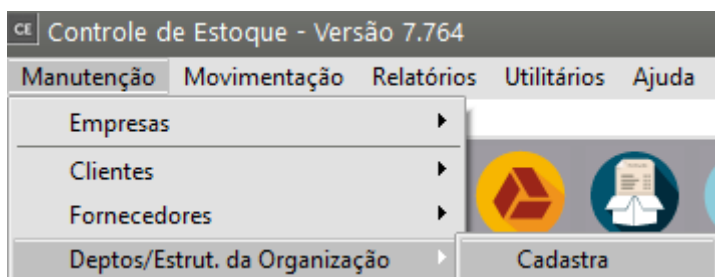 CE Controle de Estoque - Versão 7.764
Manutenção Movimentação Relatórios Utilitários Ajuda
Empresas
Clientes
Fornecedores
Deptos/Estrut. da Organização Cadastra